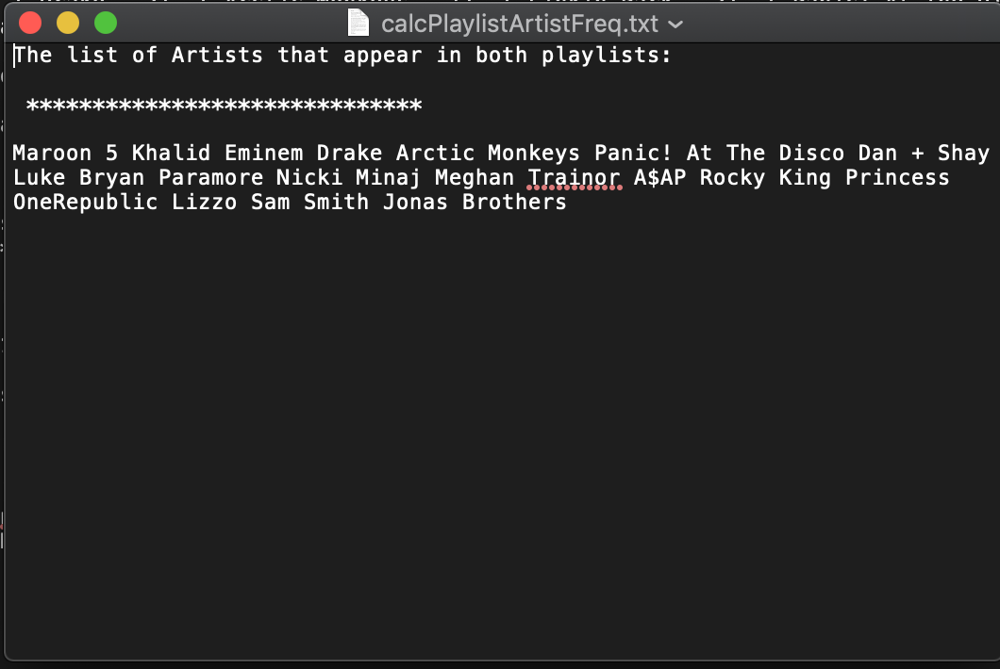 calcPlaylistArtistFreq.txt
The list of Artists that appear in both playlists:
******************************
Maroon 5 Khalid Eminem Drake Arctic Monkeys Panic! At The Disco Dan + Shay
Luke Bryan Paramore Nicki Minaj Meghan Trainor A$AP Rocky King Princess
OneRepublic Lizzo Sam Smith Jonas Brothers